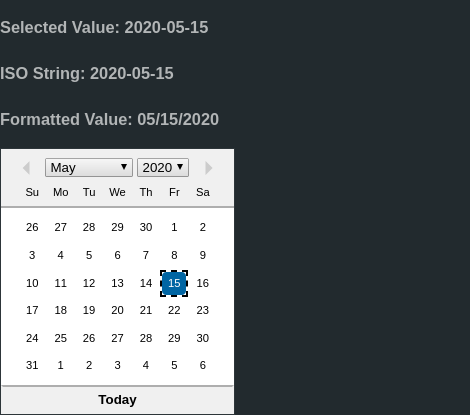 Selected Value: 2020-05-15
ISO String: 2020-05-15
Formatted Value: 05/15/2020
May 2020
Su Mo Tu We Th Fr Sa
26 27 28 29 30 1 2
3 4 5 6 7 8 9
10 11 12 13 14 15 16
17 18 19 20 21 22 23
24 25 26 27 28 29 30
31 1 2 3 4 5 6
Today